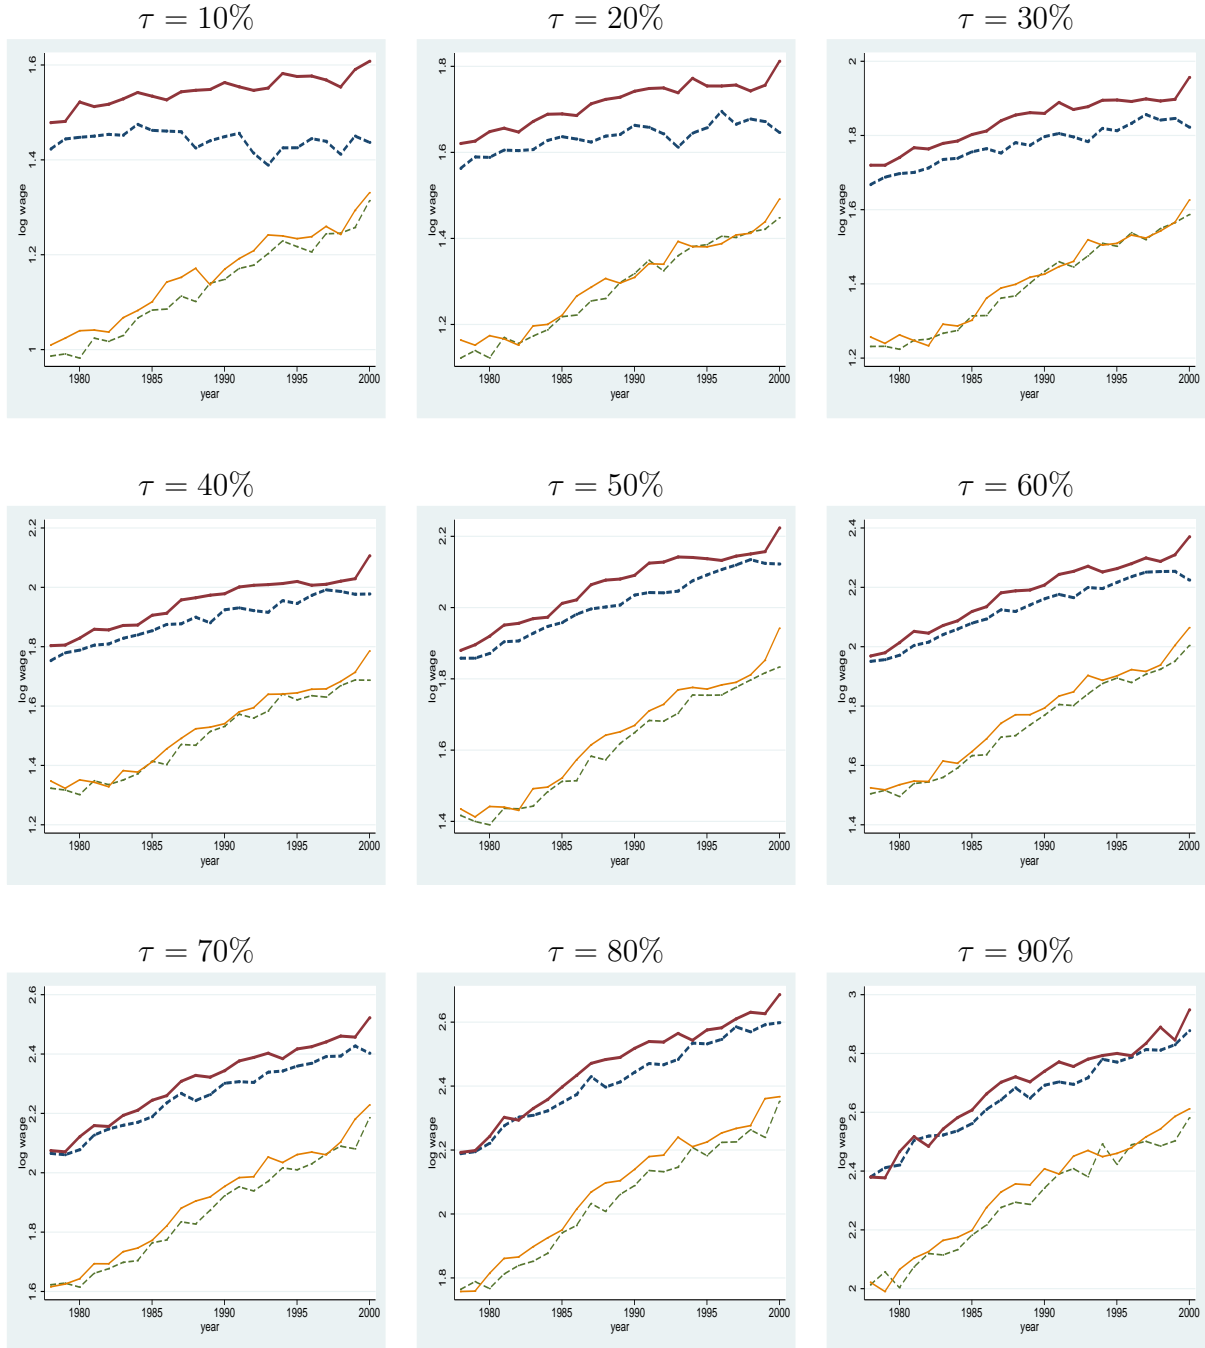 τ = 10%
τ = 20%
τ = 30%
log wage
1 1.2 1.4 1.6
1980 1985 1990 1995 2000
year
log wage
1.2 1.4 1.6 1.8
1980 1985 1990 1995 2000
year
log wage
1.2 1.4 1.6 1.8 2
1980 1985 1990 1995 2000
year
τ = 40%
τ = 50%
τ = 60%
log wage
1.2 1.4 1.6 1.8 2 2.2
1980 1985 1990 1995 2000
year
log wage
1.4 1.6 1.8 2 2.2
1980 1985 1990 1995 2000
year
log wage
1.4 1.6 1.8 2 2.2 2.4
1980 1985 1990 1995 2000
year
τ = 70%
τ = 80%
τ = 90%
log wage
1.6 1.8 2 2.2 2.4 2.6
1980 1985 1990 1995 2000
year
log wage
1.8 2 2.2 2.4 2.6
1980 1985 1990 1995 2000
year
log wage
2 2.2 2.4 2.6 2.8 3
1980 1985 1990 1995 2000
year